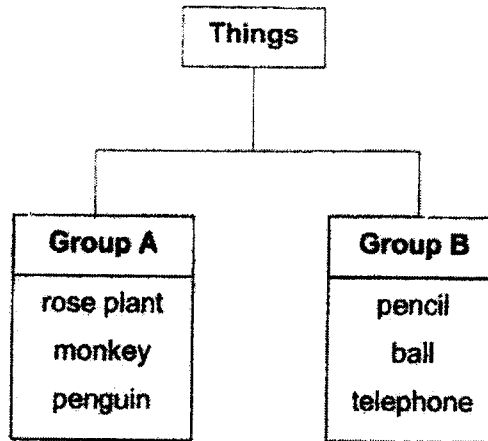 Things
Group A
rose plant
monkey
penguin
Group B
pencil
ball
telephone